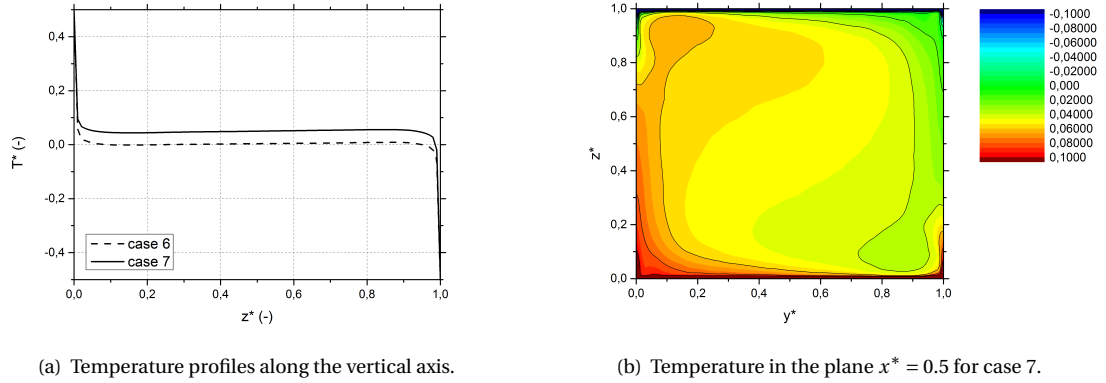 0,4
0,2
0,0
-0,2
-0,4
T* (-)
case 6
case 7
0,0 0,2 0,4 0,6 0,8 1,0
z* (-)
(a) Temperature profiles along the vertical axis.
1,0
0,8
0,6
0,4
0,2
0,0
z*
0,0 0,2 0,4 0,6 0,8 1,0
y*
-0,1000
-0,08000
-0,06000
-0,04000
-0,02000
0,000
0,02000
0,04000
0,06000
0,08000
0,1000
(b) Temperature in the plane x* = 0.5 for case 7.